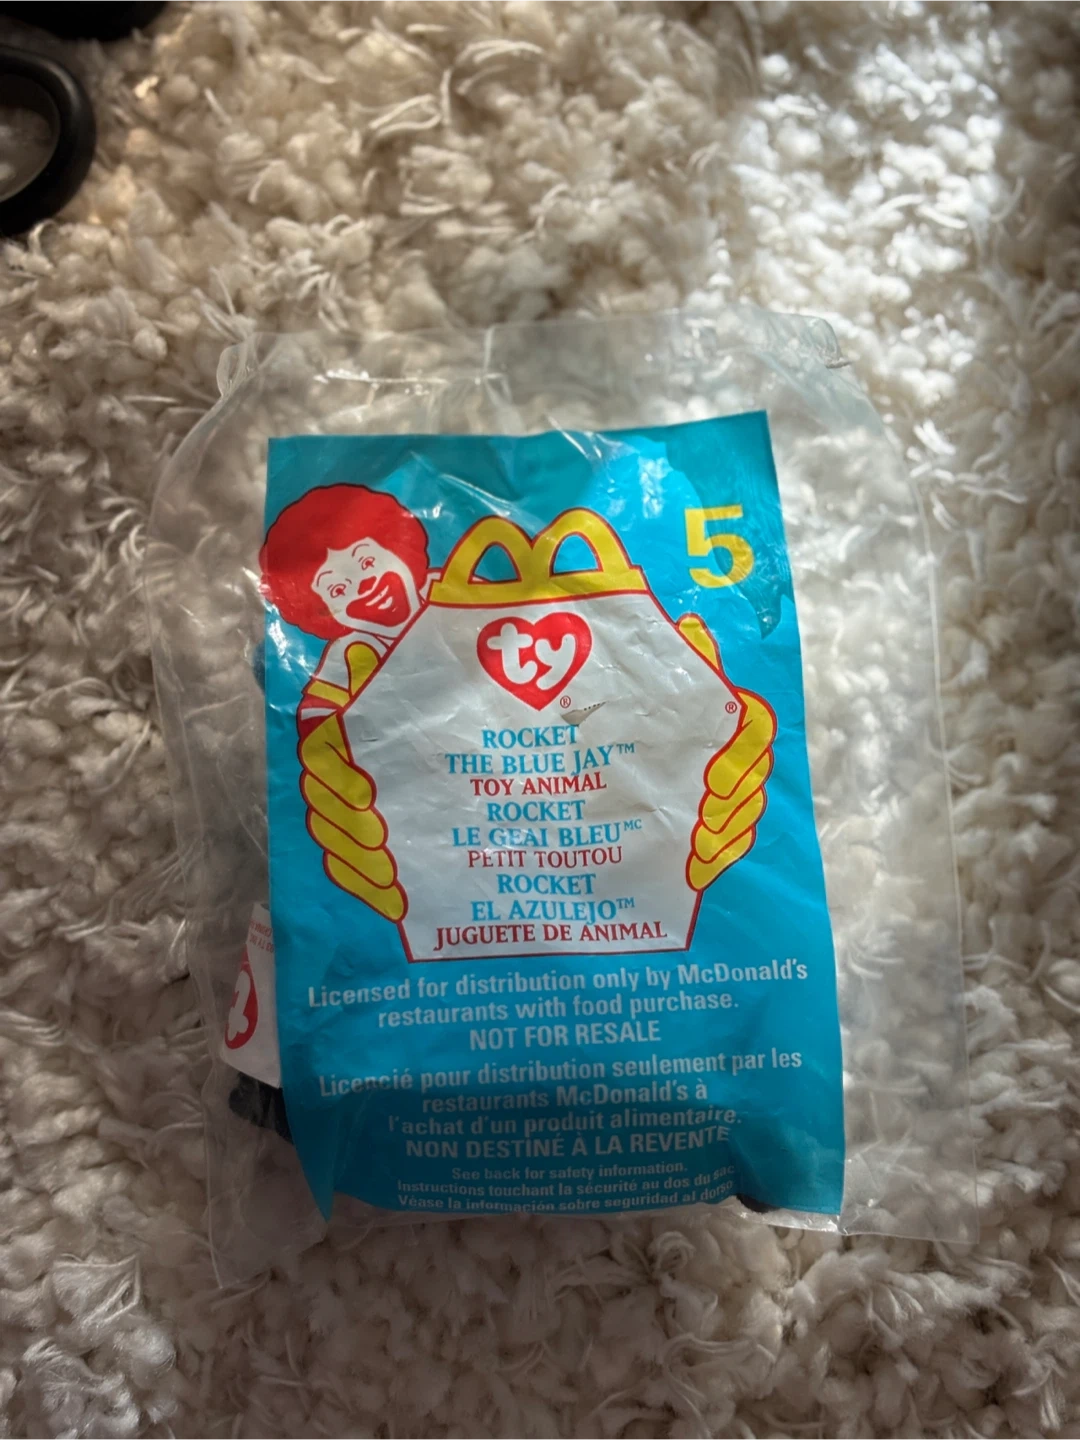 5
ty®
®
ROCKET
THE BLUE JAY™
TOY ANIMAL
ROCKET
LE GEAI BLEU MC
PETIT TOUTOU
ROCKET
EL AZULEJO™
JUGUETE DE ANIMAL
Licensed for distribution only by McDonald's
restaurants with food purchase.
NOT FOR RESALE
Licencié pour distribution seulement par les
restaurants McDonald's à
l'achat d'un produit alimentaire.
NON DESTINÉ À LA REVENTE
See back for safety information.
Instructions touchant la sécurité au dos du sac
Véase la información sobre seguridad al dorso